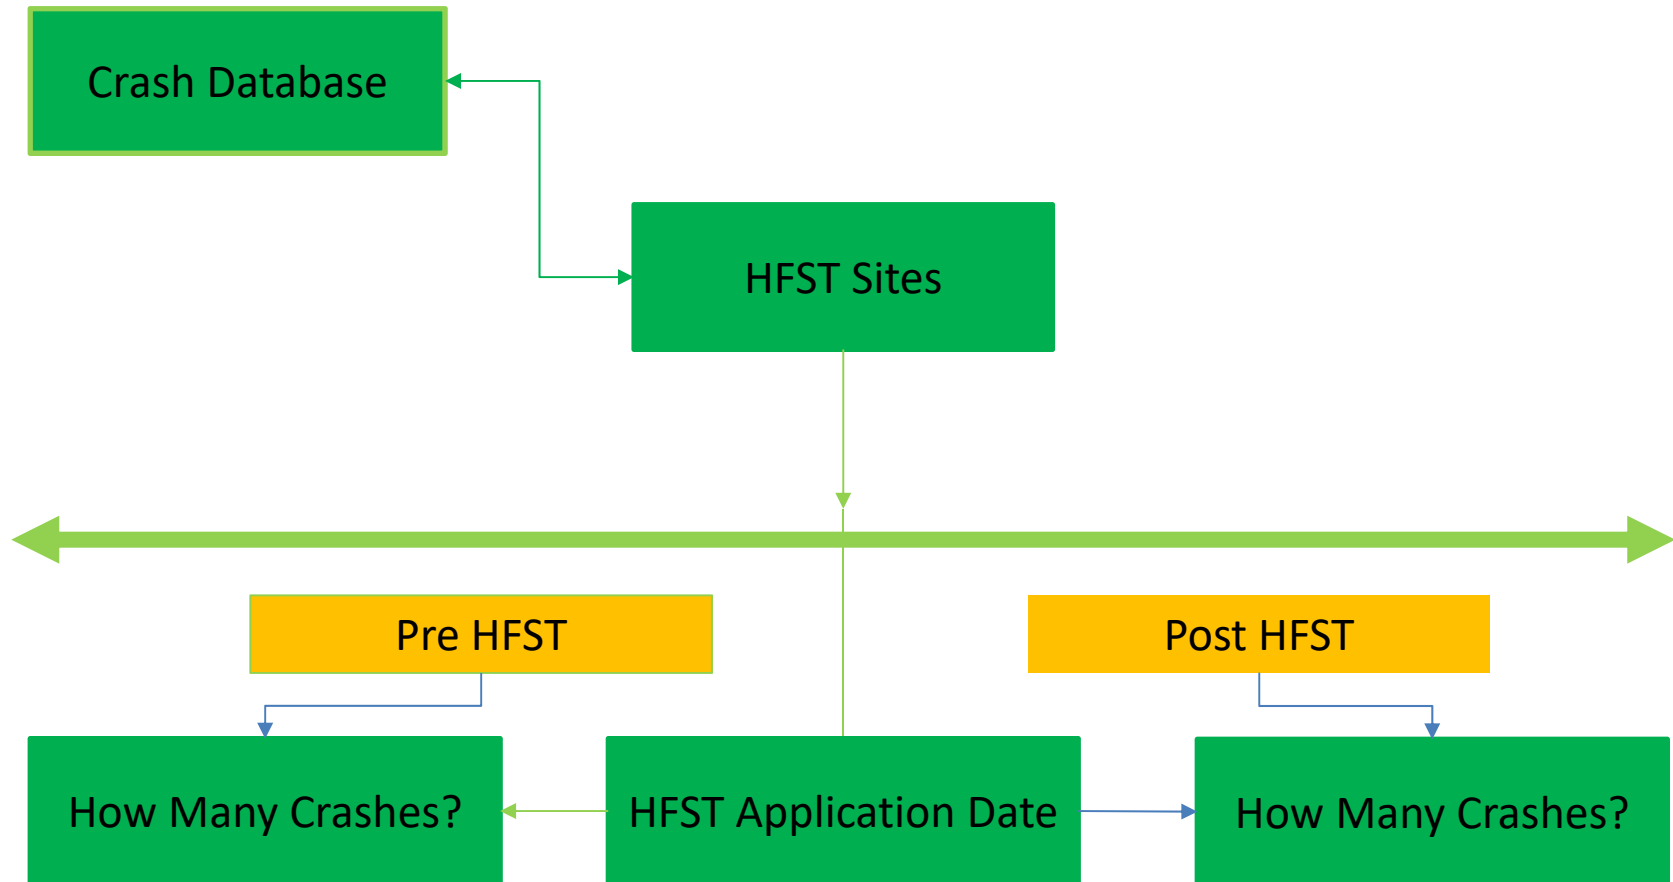 Crash Database
HFST Sites
Pre HFST
Post HFST
How Many Crashes?
HFST Application Date
How Many Crashes?